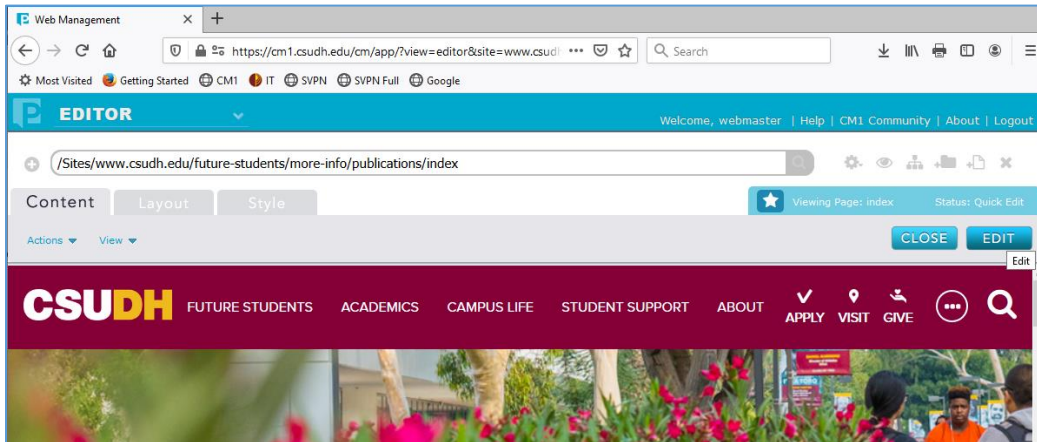 Web Management
https://cm1.csudh.edu/cm/app/?view=editor&site=www.csudh
Search
Most Visited Getting Started CM1 IT SVPN SVPN Full Google
EDITOR
Welcome, webmaster | Help | CM1 Community | About | Logout
/Sites/www.csudh.edu/future-students/more-info/publications/index
Content Layout Style
Viewing Page: index Status: Quick Edit
Actions View
CLOSE EDIT
Edit
CSUDH FUTURE STUDENTS ACADEMICS CAMPUS LIFE STUDENT SUPPORT ABOUT APPLY VISIT GIVE